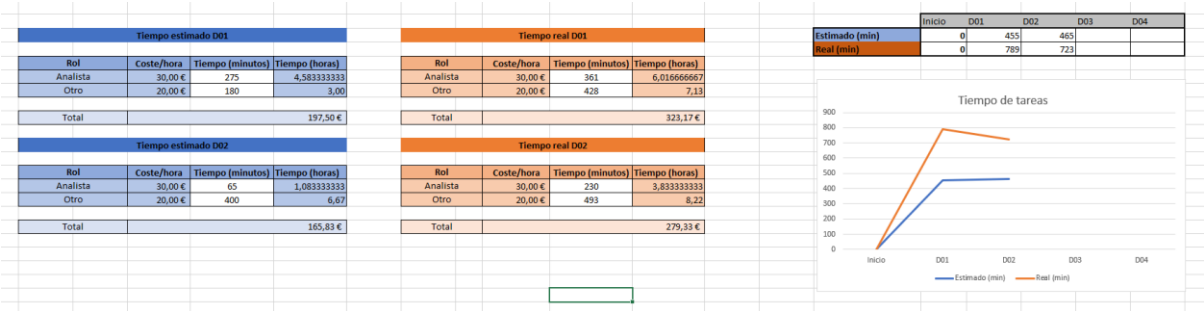 Tiempo estimado D01
Rol Coste/hora Tiempo (minutos) Tiempo (horas)
Analista 30,00 € 275 4,583333333
Otro 20,00 € 180 3,00
Total 197,50 €
Tiempo estimado D02
Rol Coste/hora Tiempo (minutos) Tiempo (horas)
Analista 30,00 € 65 1,083333333
Otro 20,00 € 400 6,67
Total 165,83 €
Tiempo real D01
Rol Coste/hora Tiempo (minutos) Tiempo (horas)
Analista 30,00 € 361 6,016666667
Otro 20,00 € 428 7,13
Total 323,17 €
Tiempo real D02
Rol Coste/hora Tiempo (minutos) Tiempo (horas)
Analista 30,00 € 230 3,833333333
Otro 20,00 € 493 8,22
Total 279,33 €
Inicio D01 D02 D03 D04
Estimado (min) 0 455 465
Real (min) 0 789 723
Tiempo de tareas
900
800
700
600
500
400
300
200
100
0
Inicio D01 D02 D03 D04
Estimado (min) Real (min)